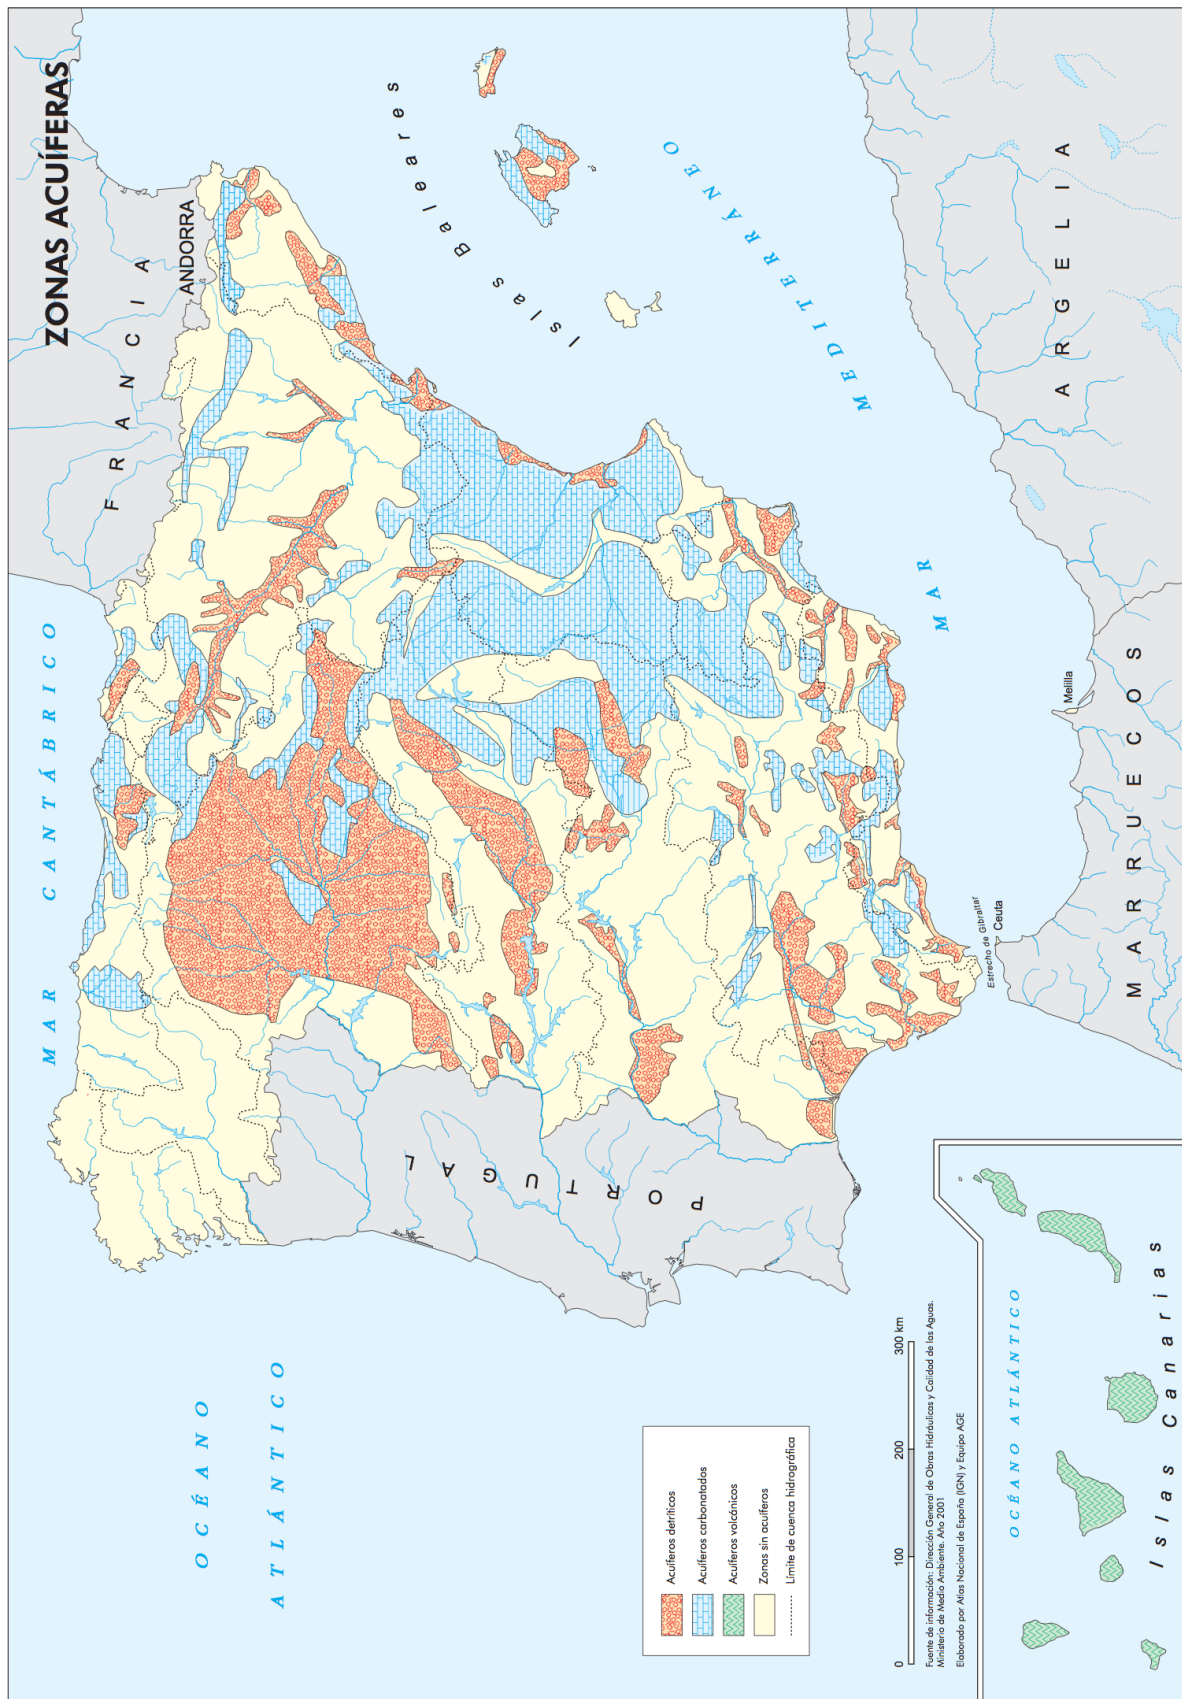 ZONAS ACUÍFERAS
MAR CANTÁBRICO
FRANCIA
ANDORRA
OCÉANO
ATLÁNTICO
PORTUGAL
Islas Baleares
MAR MEDITERRÁNEO
Estrecho de Gibraltar
Ceuta
Melilla
MARRUECOS
ARGELIA
Acuíferos detríticos
Acuíferos carbonatados
Acuíferos volcánicos
Zonas sin acuíferos
Límite de cuenca hidrográfica
0 100 200 300 km
Fuente de información: Dirección General de Obras Hidráulicas y Calidad de las Aguas.
Ministerio de Medio Ambiente. Año 2001
Elaborado por Atlas Nacional de España (IGN) y Equipo AGE
OCÉANO ATLÁNTICO
Islas Canarias